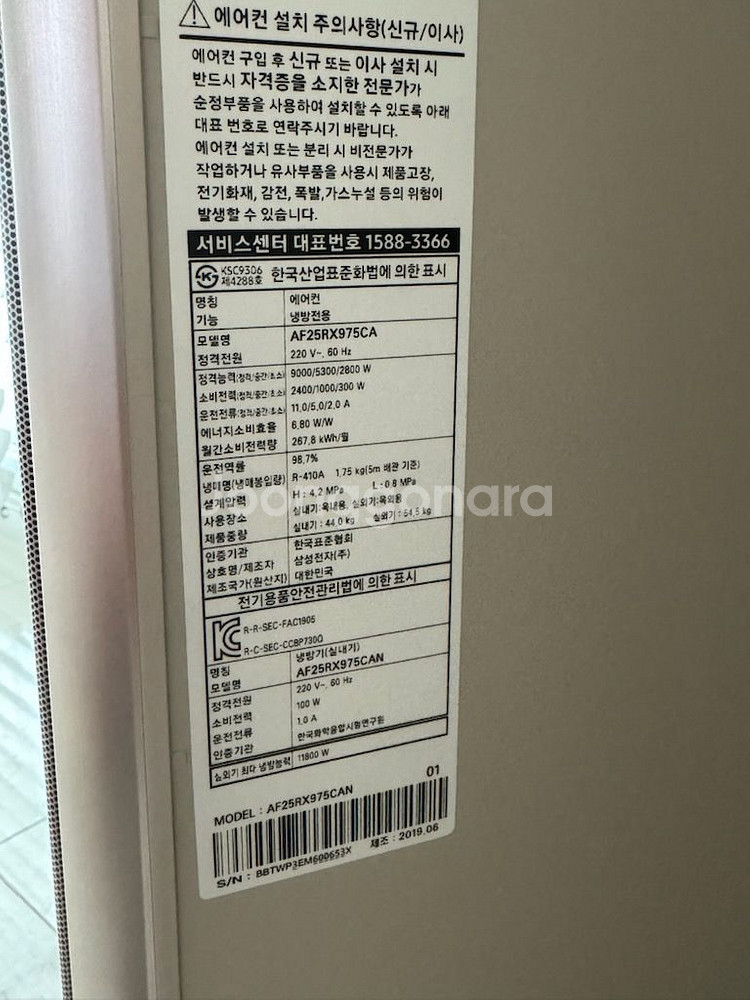 에어컨 설치 주의사항(신규/이사)
에어컨 구입 후 신규 또는 이사 설치 시
반드시 자격증을 소지한 전문가가
순정부품을 사용하여 설치할 수 있도록 아래
대표 번호로 연락주시기 바랍니다.
에어컨 설치 또는 분리 시 비전문가가
작업하거나 유사부품을 사용시 제품고장,
전기화재, 감전, 폭발,가스누설 등의 위험이
발생할 수 있습니다.
서비스센터 대표번호 1588-3366
KSC9306
제4288호 한국산업표준화법에 의한 표시
명칭 에어컨
기능 냉방전용
모델명 AF25RX975CA
정격전원 220 V~, 60 Hz
정격능력(정격/중간/최소) 9000/5300/2800 W
소비전력(정격/중간/최소) 2400/1000/300 W
운전전류(정격/중간/최소) 11.0/5.0/2.0 A
에너지소비효율 6.80 W/W
월간소비전력량 267.8 kWh/월
운전역률 98.7%
냉매명(냉매봉입량) R-410A 1.75 kg(5m 배관 기준)
설계압력 H : 4.2 MPa L : 0.8 MPa
사용장소 실내기:옥내용, 실외기:옥외용
제품중량 실내기 : 44.0 kg 실외기 : 64.5 kg
인증기관 한국표준협회
상호명/제조자 삼성전자(주)
제조국가(원산지) 대한민국
전기용품안전관리법에 의한 표시
R-R-SEC-FAC1905
R-C-SEC-CCBP730Q
명칭 냉방기(실내기)
모델명 AF25RX975CAN
정격전원 220 V~, 60 Hz
소비전력 100 W
운전전류 1.0 A
인증기관 한국화학융합시험연구원
실외기 최대 냉방능력 11800 W
01
MODEL : AF25RX975CAN
S/N : BBTWP3EM600653X 제조 : 2019.06
joonggonara